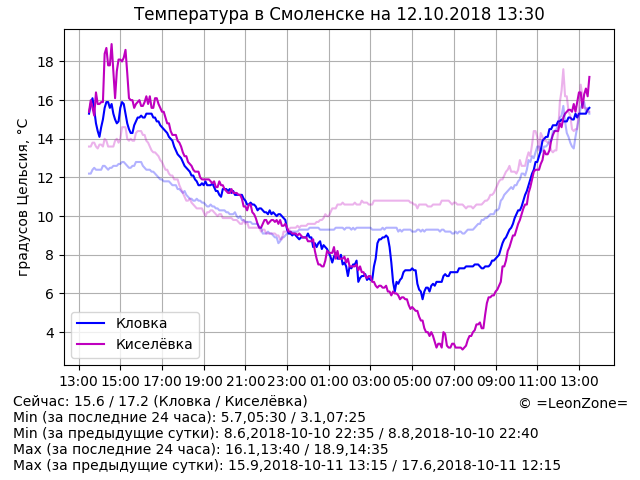 Температура в Смоленске на 12.10.2018 13:30
градусов Цельсия, °C
18
16
14
12
10
8
6
4
Кловка
Киселёвка
13:00 15:00 17:00 19:00 21:00 23:00 01:00 03:00 05:00 07:00 09:00 11:00 13:00
Сейчас: 15.6 / 17.2 (Кловка / Киселёвка)
© =LeonZone=
Min (за последние 24 часа): 5.7,05:30 / 3.1,07:25
Min (за предыдущие сутки): 8.6,2018-10-10 22:35 / 8.8,2018-10-10 22:40
Max (за последние 24 часа): 16.1,13:40 / 18.9,14:35
Max (за предыдущие сутки): 15.9,2018-10-11 13:15 / 17.6,2018-10-11 12:15